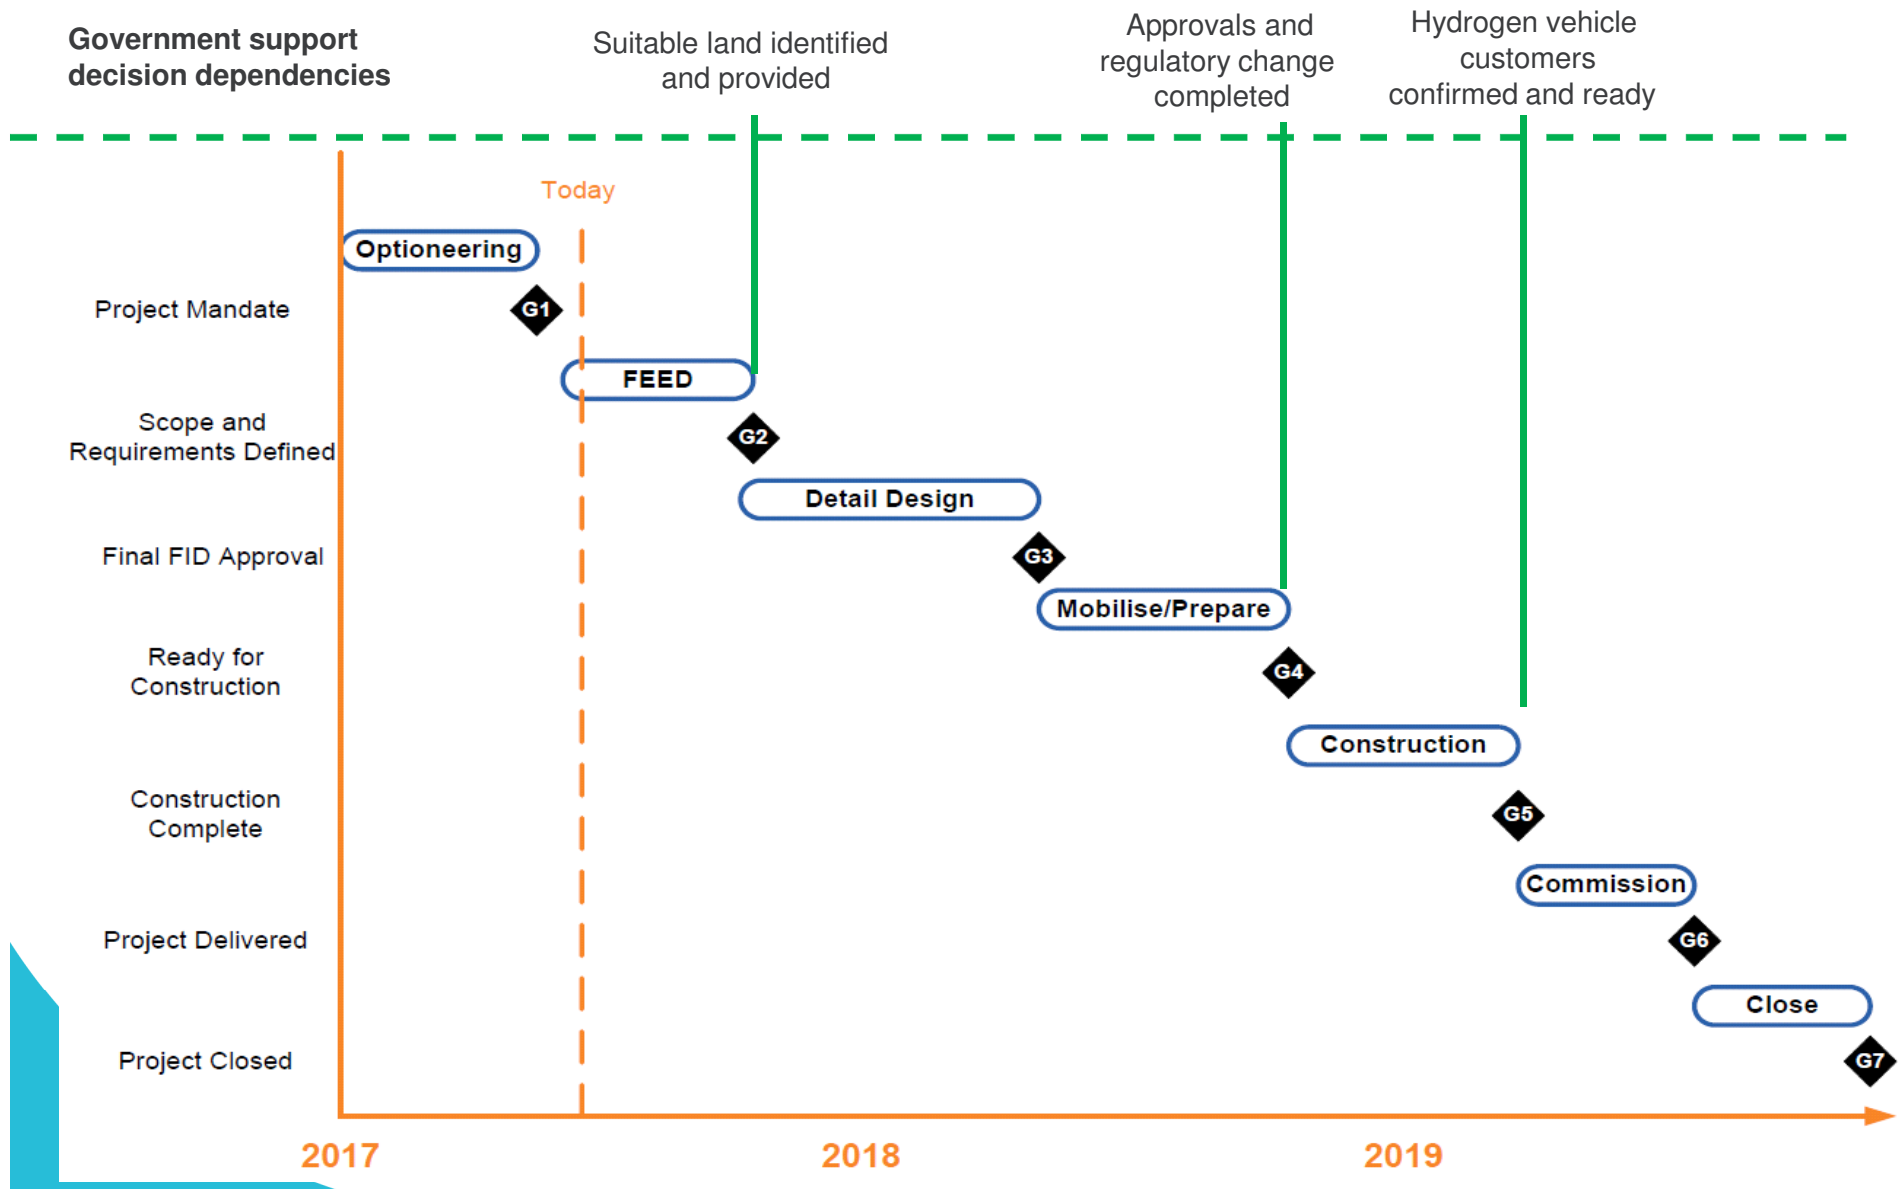 Government support
decision dependencies
Suitable land identified
and provided
Approvals and
regulatory change
completed
Hydrogen vehicle
customers
confirmed and ready
Today
Optioneering
Project Mandate
G1
FEED
Scope and
Requirements Defined
G2
Detail Design
Final FID Approval
G3
Mobilise/Prepare
Ready for
Construction
G4
Construction
Construction
Complete
G5
Commission
Project Delivered
G6
Close
Project Closed
G7
2017
2018
2019